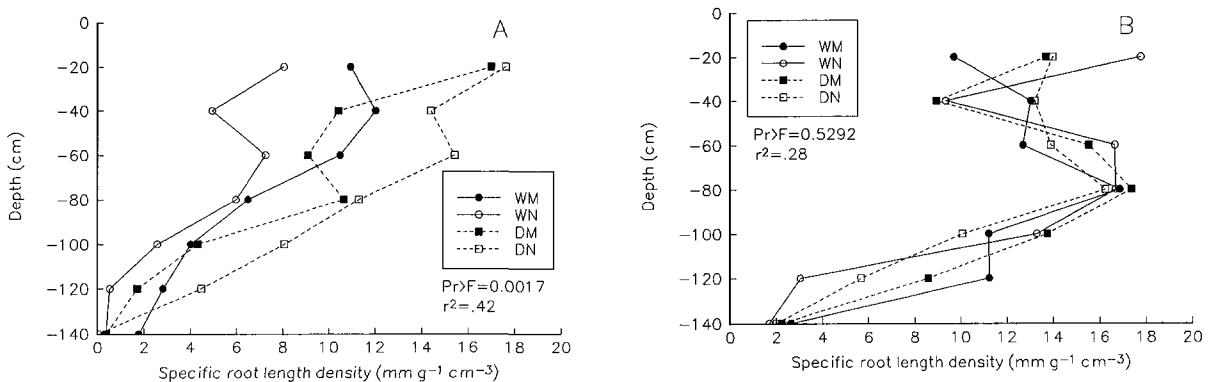 A
0
−20
−40
−60
−80
−100
−120
−140
Depth (cm)
WM
WN
DM
DN
Pr>F=0.0017
r²=.42
0 2 4 6 8 10 12 14 16 18 20
Specific root length density (mm g⁻¹ cm⁻³)
B
0
−20
−40
−60
−80
−100
−120
−140
Depth (cm)
WM
WN
DM
DN
Pr>F=0.5292
r²=.28
0 2 4 6 8 10 12 14 16 18 20
Specific root length density (mm g⁻¹ cm⁻³)